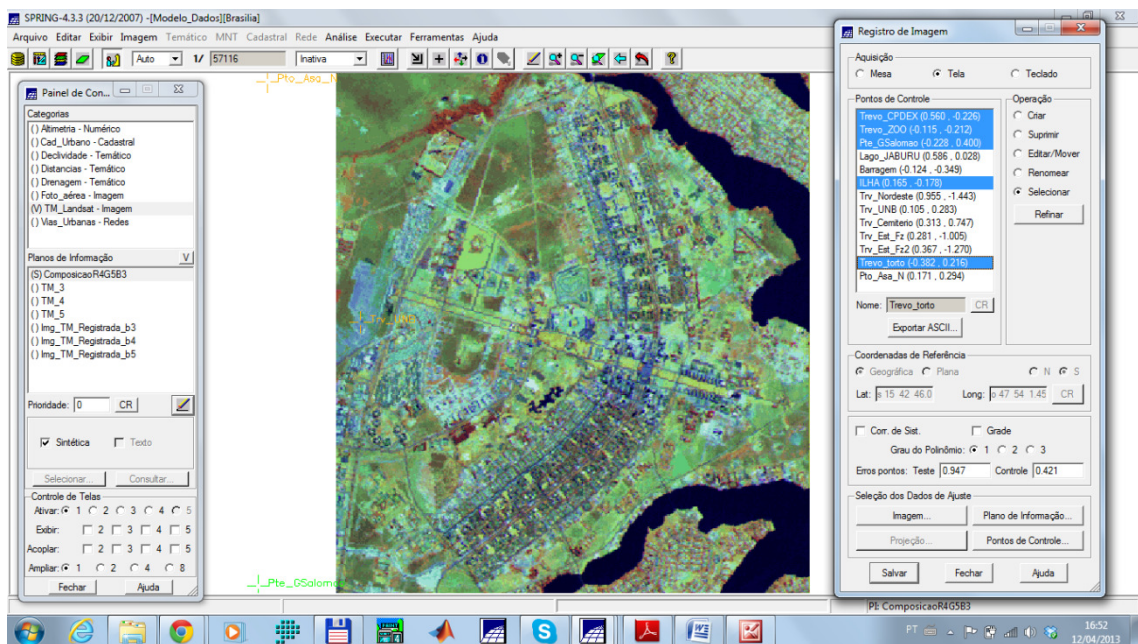 SPRING-4.3.3 (20/12/2007) -[Modelo_Dados][Brasilia]
Arquivo Editar Exibir Imagem Temático MNT Cadastral Rede Análise Executar Ferramentas Ajuda
Auto 1/ 57116 Inativa
Painel de Con...
Categorias
() Altimetria - Numérico
() Cad_Urbano - Cadastral
() Declividade - Temático
() Distancias - Temático
() Drenagem - Temático
() Foto_aérea - Imagem
(V) TM_Landsat - Imagem
() Vias_Urbanas - Redes
Planos de Informação V
(S) ComposicaoR4G5B3
() TM_3
() TM_4
() TM_5
() Img_TM_Registrada_b3
() Img_TM_Registrada_b4
() Img_TM_Registrada_b5
Prioridade: 0 CR
Sintética Texto
Selecionar... Consultar...
Controle de Telas
Ativar: 1 2 3 4 5
Exibir: 2 3 4 5
Acoplar: 2 3 4 5
Ampliar: 1 2 4 8
Fechar Ajuda
Pto_Asa_N
Pte_GSalomao
Registro de Imagem
Aquisição
Mesa Tela Teclado
Pontos de Controle
Trevo_CPDEX (0.560 , -0.226)
Trevo_ZOO (-0.115 , -0.212)
Pte_GSalomao (-0.228 , 0.400)
Lago_JABURU (0.586 , 0.028)
Barragem (-0.124 , -0.349)
ILHA (0.165 , -0.178)
Trv_Nordeste (0.955 , -1.443)
Trv_UNB (0.105 , 0.283)
Trv_Cemiterio (0.313 , 0.747)
Trv_Est_Fz (0.281 , -1.005)
Trv_Est_Fz2 (0.367 , -1.270)
Trevo_torto (-0.382 , 0.216)
Pto_Asa_N (0.171 , 0.294)
Nome: Trevo_torto CR
Exportar ASCII...
Operação
Criar
Suprimir
Editar/Mover
Renomear
Selecionar
Refinar
Coordenadas de Referência
Geográfica Plana N S
Lat: s 15 42 46.0 Long: o 47 54 1.45 CR
Corr. de Sist. Grade
Grau do Polinômio: 1 2 3
Erros pontos: Teste 0.947 Controle 0.421
Seleção dos Dados de Ajuste
Imagem... Plano de Informação...
Projeção... Pontos de Controle...
Salvar Fechar Ajuda
PI: ComposicaoR4G5B3
PT 16:52
12/04/2013